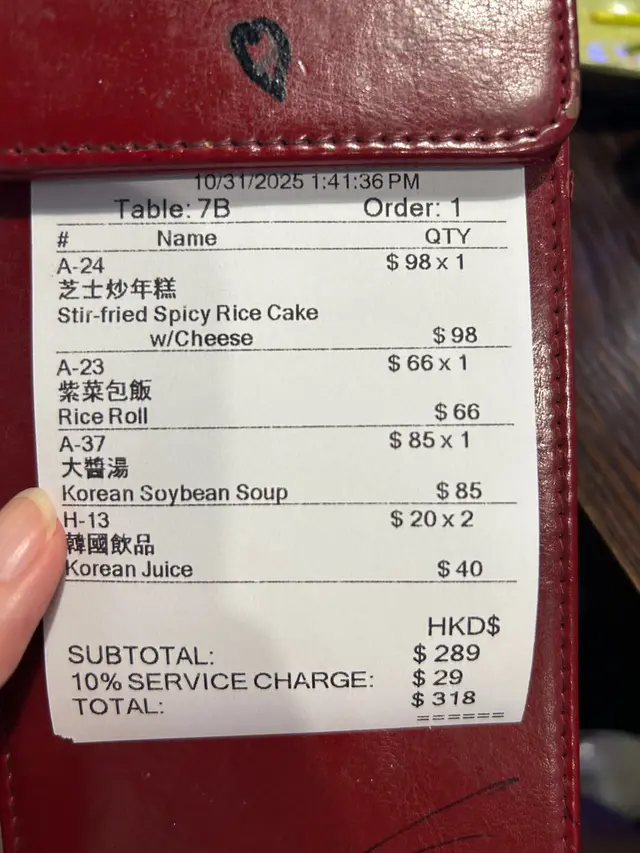 10/31/2025 1:41:36 PM
Table: 7B Order: 1
# Name QTY
A-24 $ 98 x 1
芝士炒年糕
Stir-fried Spicy Rice Cake
w/Cheese $ 98
A-23 $ 66 x 1
紫菜包飯
Rice Roll $ 66
A-37 $ 85 x 1
大醬湯
Korean Soybean Soup $ 85
H-13 $ 20 x 2
韓國飲品
Korean Juice $ 40
HKD$
SUBTOTAL: $ 289
10% SERVICE CHARGE: $ 29
TOTAL: $ 318
======